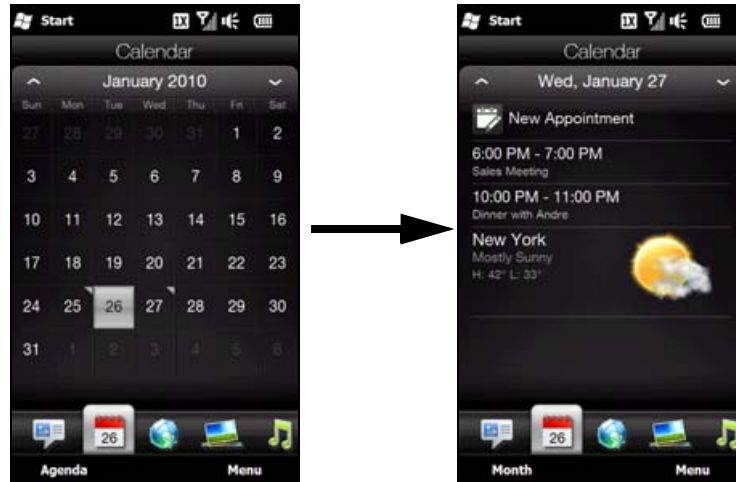 Start
1X
Calendar
January 2010
Sun Mon Tue Wed Thu Fri Sat
27 28 29 30 31 1 2
3 4 5 6 7 8 9
10 11 12 13 14 15 16
17 18 19 20 21 22 23
24 25 26 27 28 29 30
31 1 2 3 4 5 6
26
Agenda Menu
Start
1X
Calendar
Wed, January 27
New Appointment
6:00 PM - 7:00 PM
Sales Meeting
10:00 PM - 11:00 PM
Dinner with Andre
New York
Mostly Sunny
H: 42° L: 33°
26
Month Menu